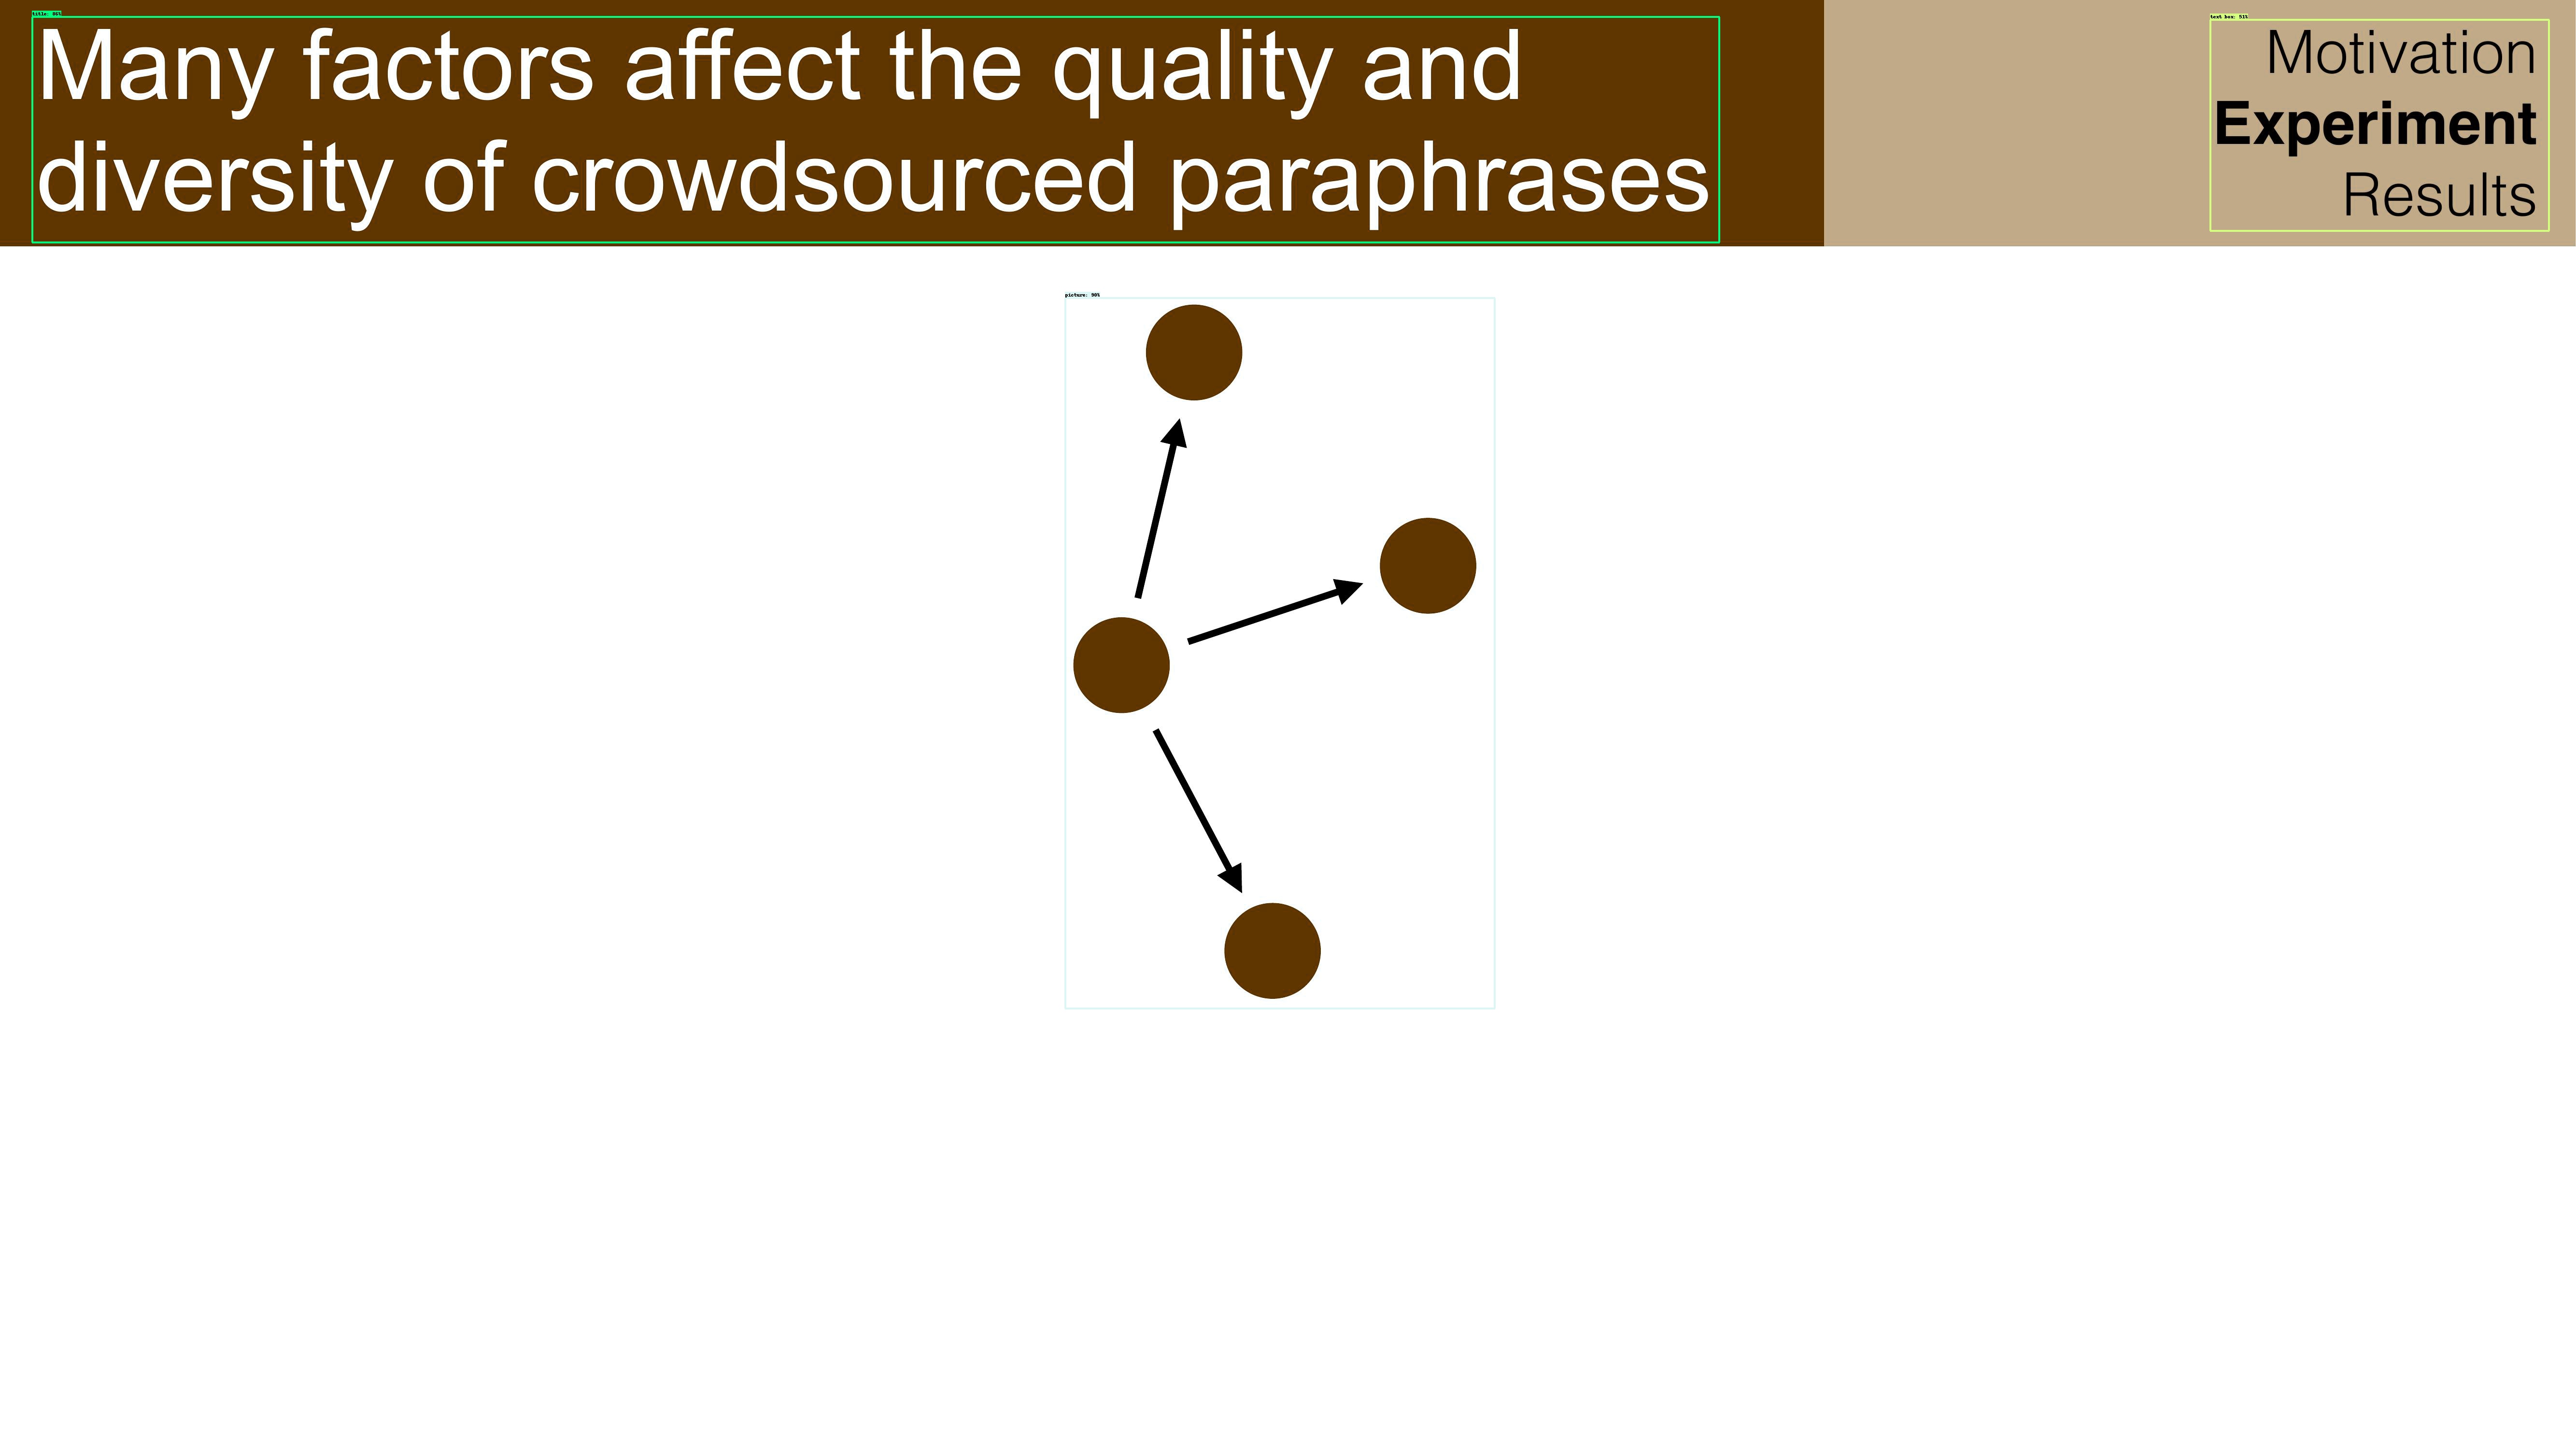 title: 96%
Many factors affect the quality and
diversity of crowdsourced paraphrases
text box: 51%
Motivation
Experiment
Results
picture: 90%